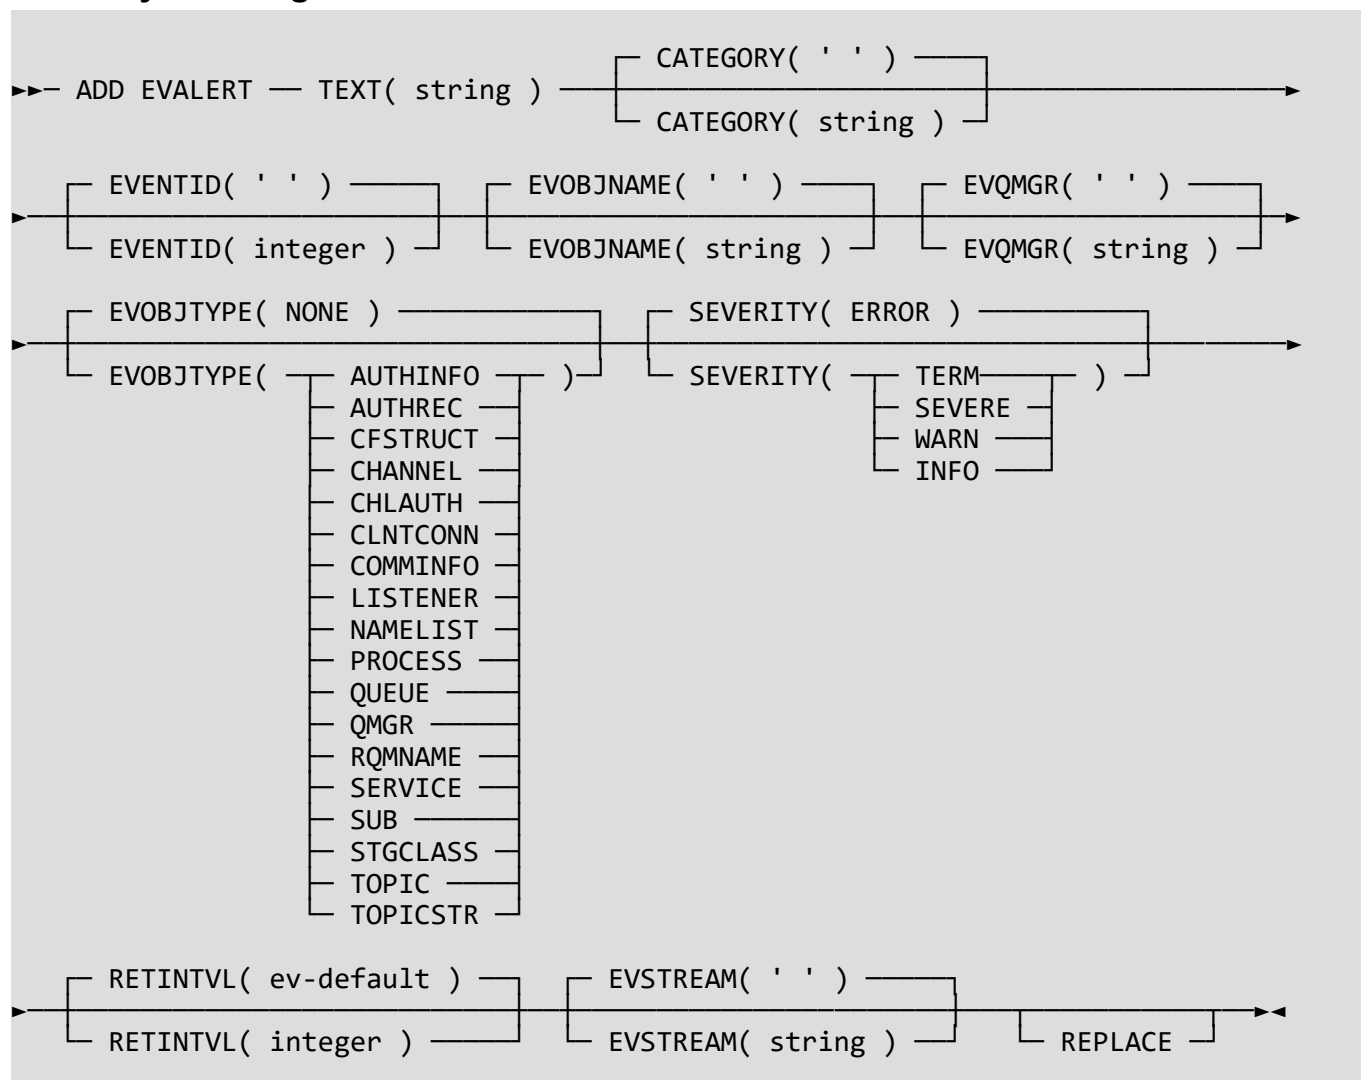 CATEGORY( ' ' )
ADD EVALERT TEXT( string )
CATEGORY( string )
EVENTID( ' ' ) EVOBJNAME( ' ' ) EVQMGR( ' ' )
EVENTID( integer ) EVOBJNAME( string ) EVQMGR( string )
EVOBJTYPE( NONE ) SEVERITY( ERROR )
EVOBJTYPE( AUTHINFO ) SEVERITY( TERM )
AUTHREC SEVERE
CFSTRUCT WARN
CHANNEL INFO
CHLAUTH
CLNTCONN
COMMINFO
LISTENER
NAMELIST
PROCESS
QUEUE
QMGR
RQMNAME
SERVICE
SUB
STGCLASS
TOPIC
TOPICSTR
RETINTVL( ev-default ) EVSTREAM( ' ' )
RETINTVL( integer ) EVSTREAM( string ) REPLACE